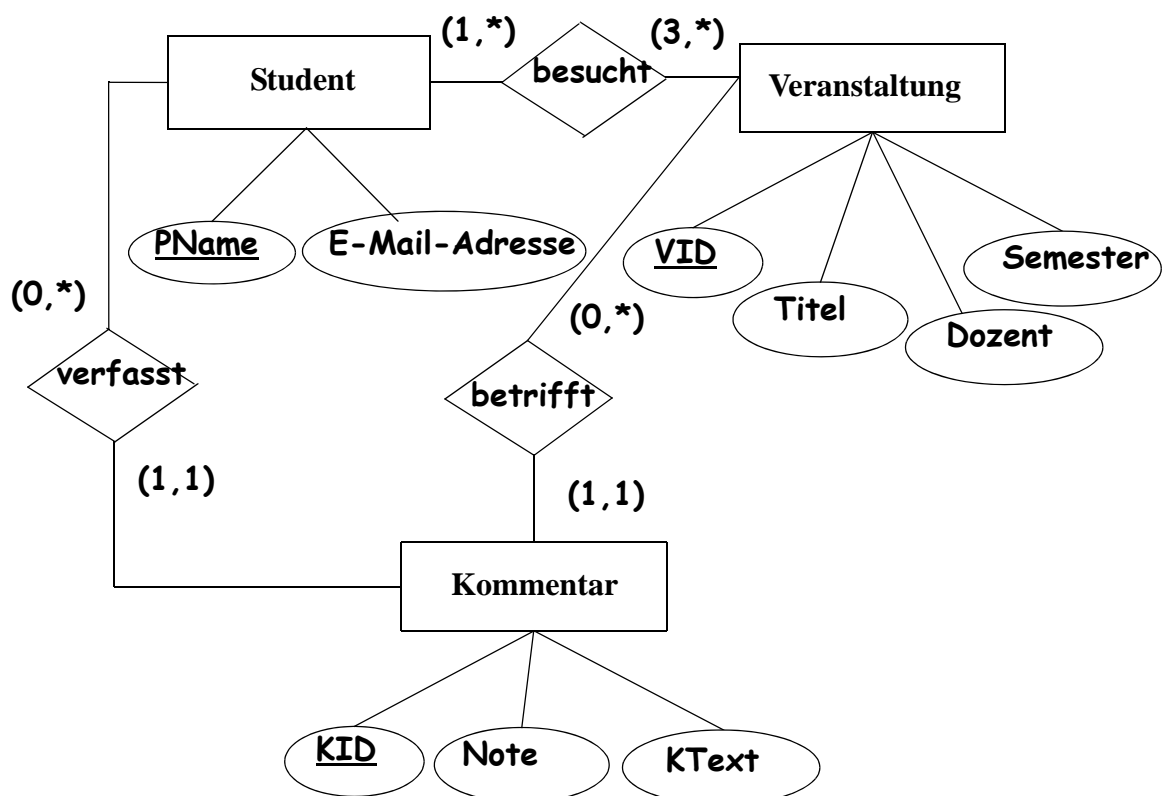 (1,*)
(3,*)
Student
besucht
Veranstaltung
PName
E-Mail-Adresse
VID
Semester
(0,*)
Titel
(0,*)
Dozent
verfasst
betrifft
(1,1)
(1,1)
Kommentar
KID
Note
KText